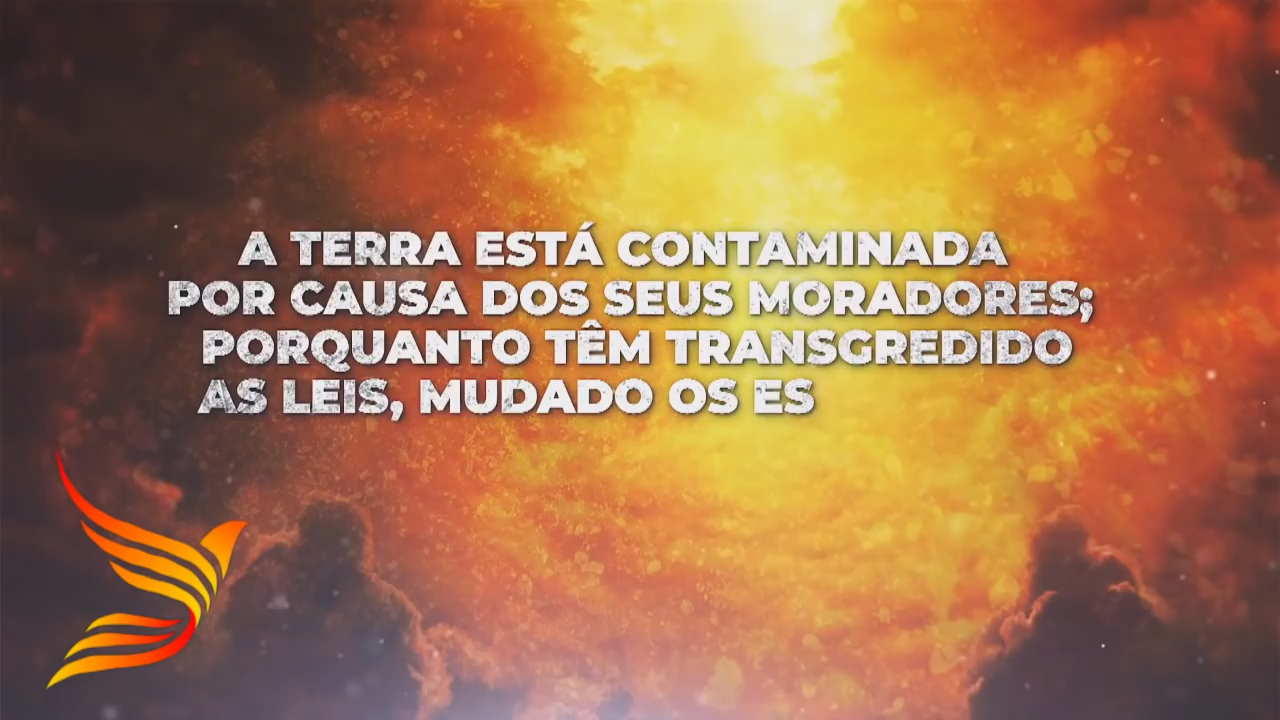 A TERRA ESTÁ CONTAMINADA
POR CAUSA DOS SEUS MORADORES;
PORQUANTO TÊM TRANSGREDIDO
AS LEIS, MUDADO OS ES